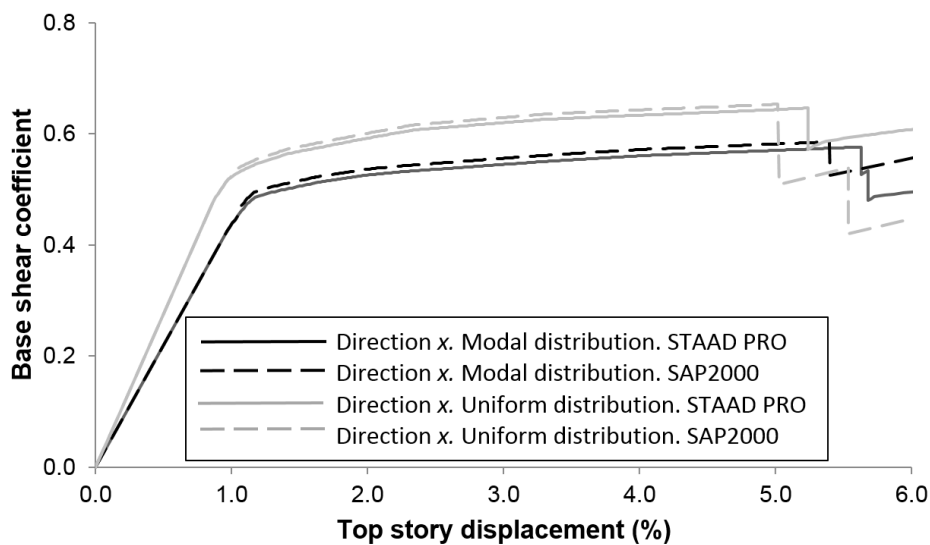 0.8
0.6
0.4
0.2
0.0
Base shear coefficient
Direction x. Modal distribution. STAAD PRO
Direction x. Modal distribution. SAP2000
Direction x. Uniform distribution. STAAD PRO
Direction x. Uniform distribution. SAP2000
0.0 1.0 2.0 3.0 4.0 5.0 6.0
Top story displacement (%)